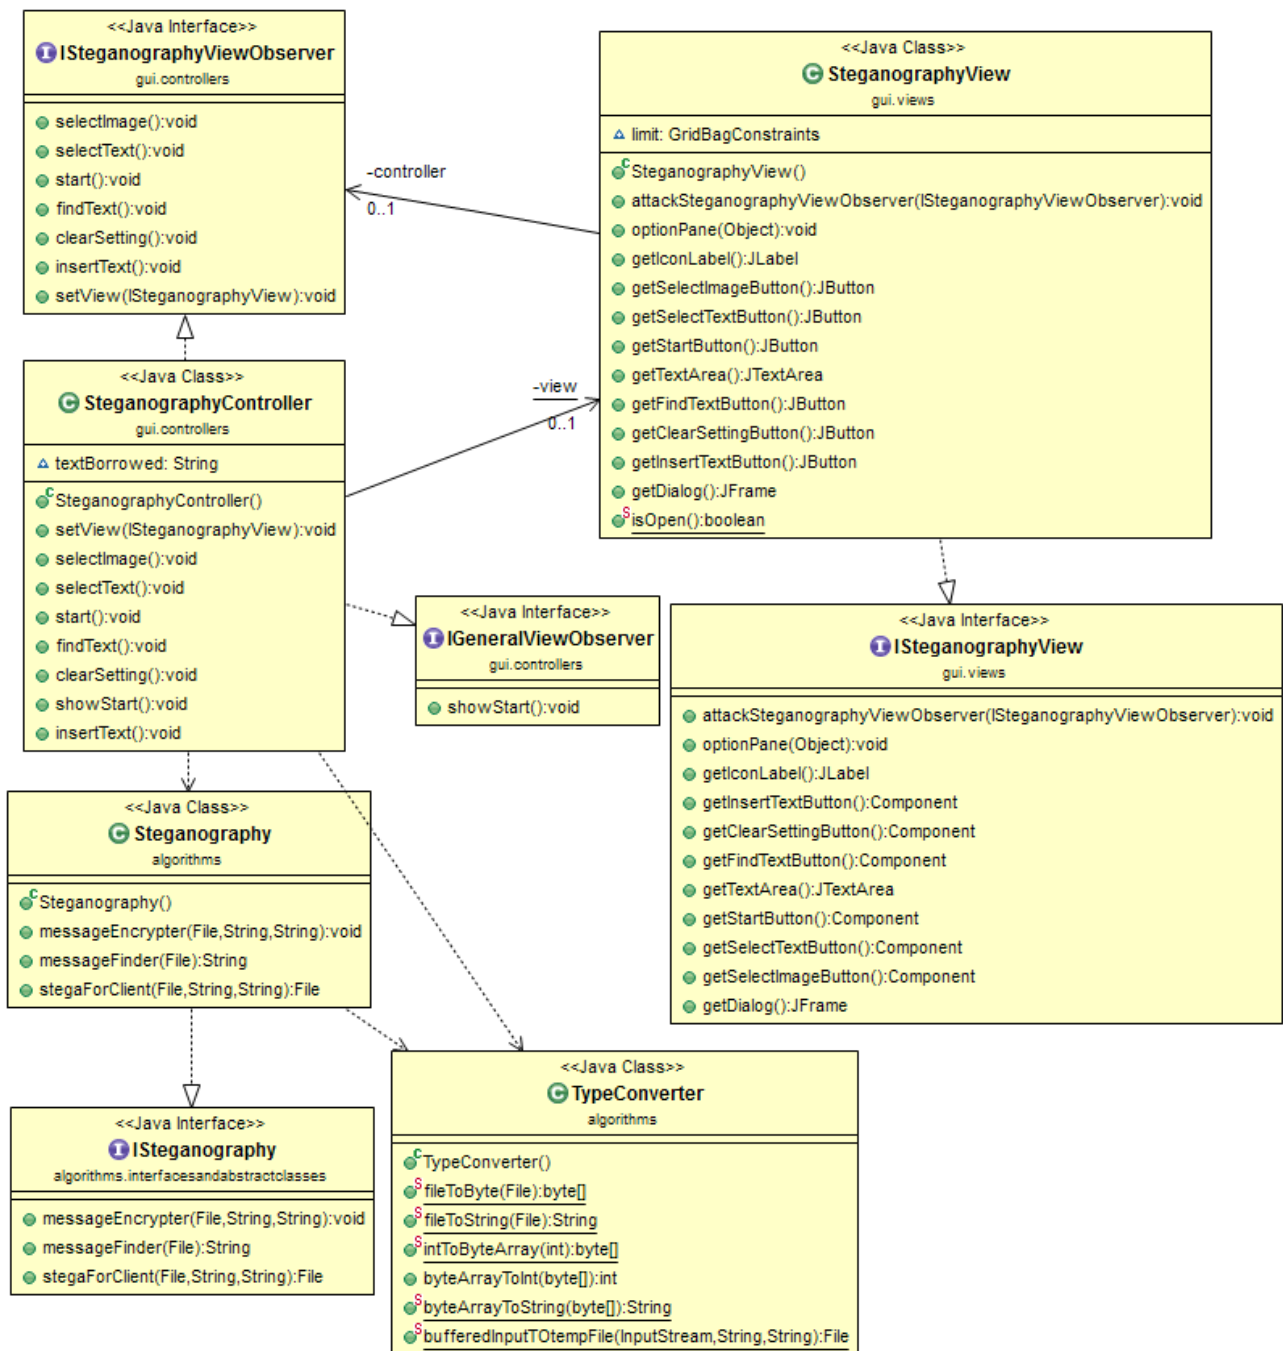 <<Java Interface>>
ISteganographyViewObserver
gui.controllers
selectImage():void
selectText():void
start():void
findText():void
clearSetting():void
insertText():void
setView(ISteganographyView):void
-controller
0..1
<<Java Class>>
SteganographyView
gui.views
limit: GridBagConstraints
SteganographyView()
attackSteganographyViewObserver(ISteganographyViewObserver):void
optionPane(Object):void
getIconLabel():JLabel
getSelectImageButton():JButton
getSelectTextButton():JButton
getStartButton():JButton
getTextArea():JTextArea
getFindTextButton():JButton
getClearSettingButton():JButton
getInsertTextButton():JButton
getDialog():JFrame
isOpen():boolean
<<Java Class>>
SteganographyController
gui.controllers
textBorrowed: String
SteganographyController()
setView(ISteganographyView):void
selectImage():void
selectText():void
start():void
findText():void
clearSetting():void
showStart():void
insertText():void
-view
0..1
<<Java Interface>>
IGeneralViewObserver
gui.controllers
showStart():void
<<Java Interface>>
ISteganographyView
gui.views
attackSteganographyViewObserver(ISteganographyViewObserver):void
optionPane(Object):void
getIconLabel():JLabel
getInsertTextButton():Component
getClearSettingButton():Component
getFindTextButton():Component
getTextArea():JTextArea
getStartButton():Component
getSelectTextButton():Component
getSelectImageButton():Component
getDialog():JFrame
<<Java Class>>
Steganography
algorithms
Steganography()
messageEncrypter(File,String,String):void
messageFinder(File):String
stegaForClient(File,String,String):File
<<Java Interface>>
ISteganography
algorithms.interfacesandabstractclasses
messageEncrypter(File,String,String):void
messageFinder(File):String
stegaForClient(File,String,String):File
<<Java Class>>
TypeConverter
algorithms
TypeConverter()
fileToByte(File):byte[]
fileToString(File):String
intToByteArray(int):byte[]
byteArrayToInt(byte[]):int
byteArrayToString(byte[]):String
bufferedInputTOtempFile(InputStream,String,String):File